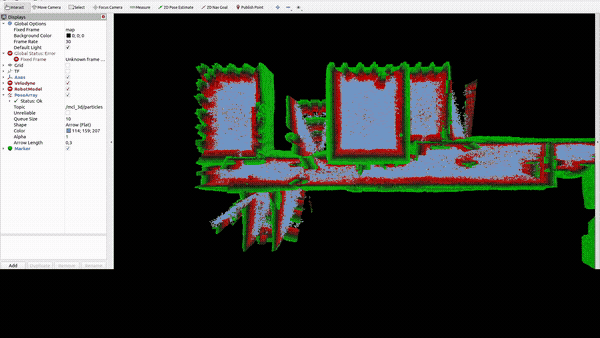 Interact Move Camera Select Focus Camera Measure 2D Pose Estimate 2D Nav Goal Publish Point
Displays
Global Options
Fixed Frame map
Background Color 0; 0; 0
Frame Rate 30
Default Light
Global Status: Error
Fixed Frame Unknown frame ...
Grid
TF
Axes
Velodyne
RobotModel
PoseArray
Status: Ok
Topic /mcl_3d/particles
Unreliable
Queue Size 10
Shape Arrow (Flat)
Color 114; 159; 207
Alpha 1
Arrow Length 0,3
Marker
Add Duplicate Remove Rename